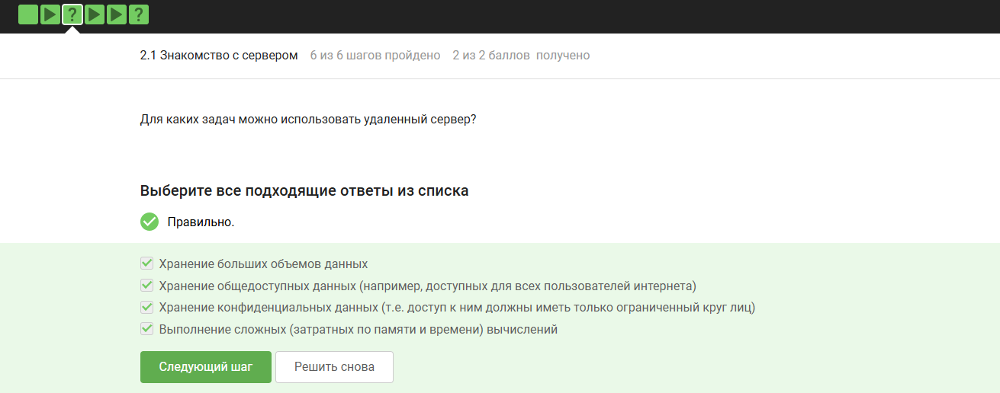 ?
?
2.1 Знакомство с сервером 6 из 6 шагов пройдено 2 из 2 баллов получено
Для каких задач можно использовать удаленный сервер?
Выберите все подходящие ответы из списка
Правильно.
Хранение больших объемов данных
Хранение общедоступных данных (например, доступных для всех пользователей интернета)
Хранение конфиденциальных данных (т.е. доступ к ним должны иметь только ограниченный круг лиц)
Выполнение сложных (затратных по памяти и времени) вычислений
Следующий шаг
Решить снова